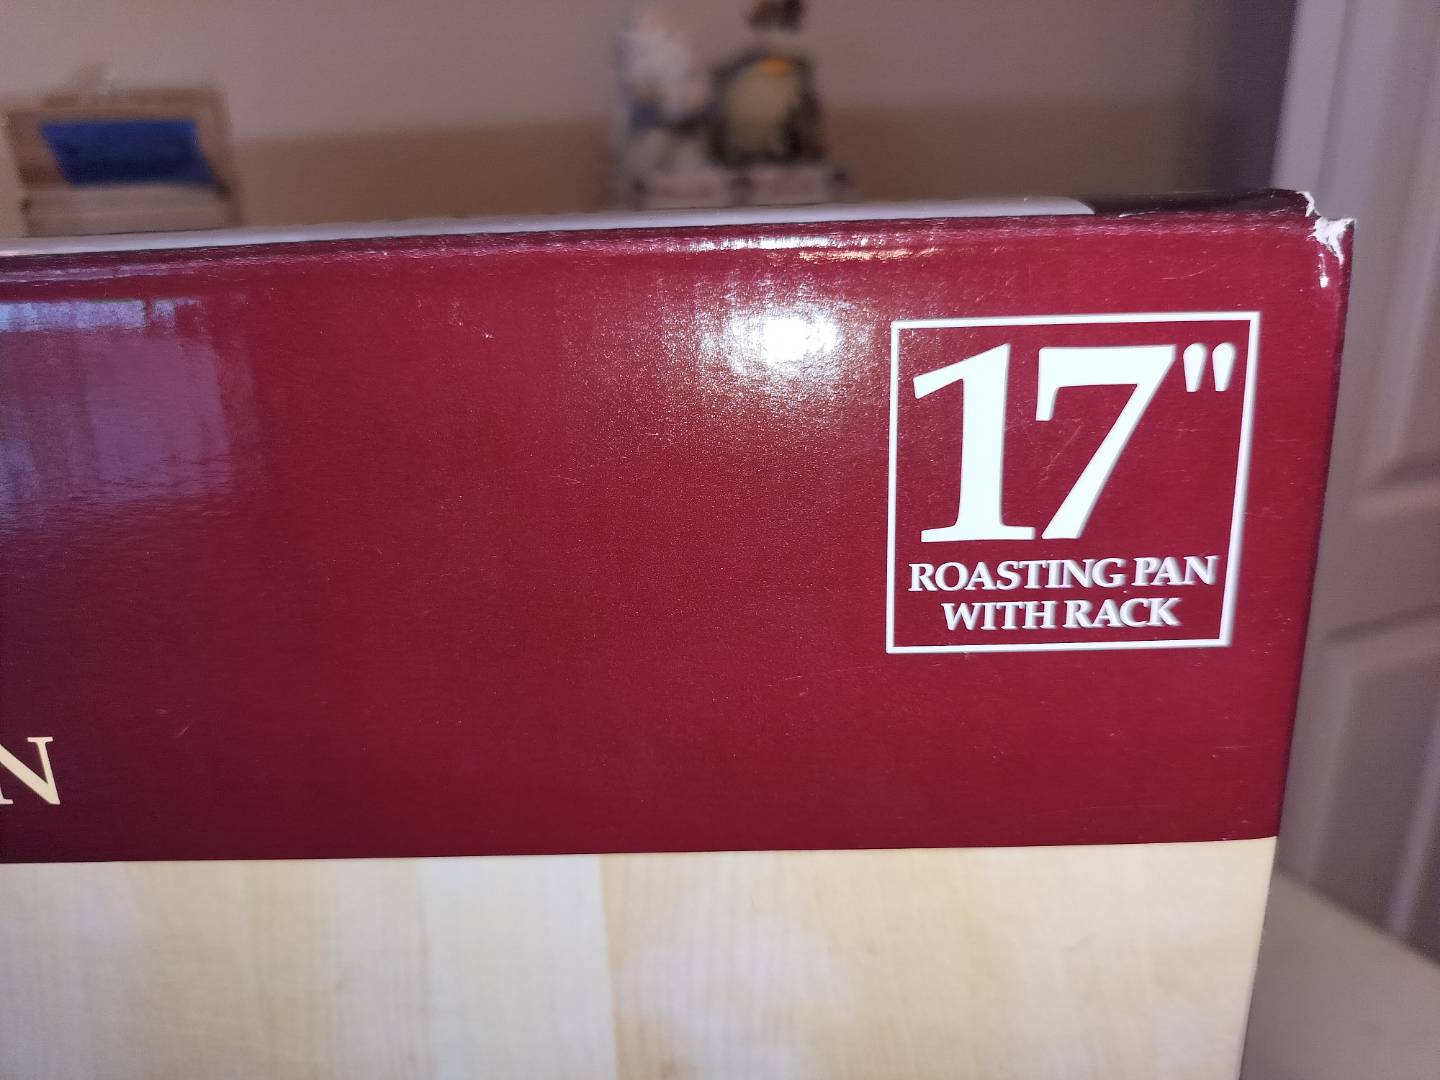 17"
ROASTING PAN
WITH RACK
N